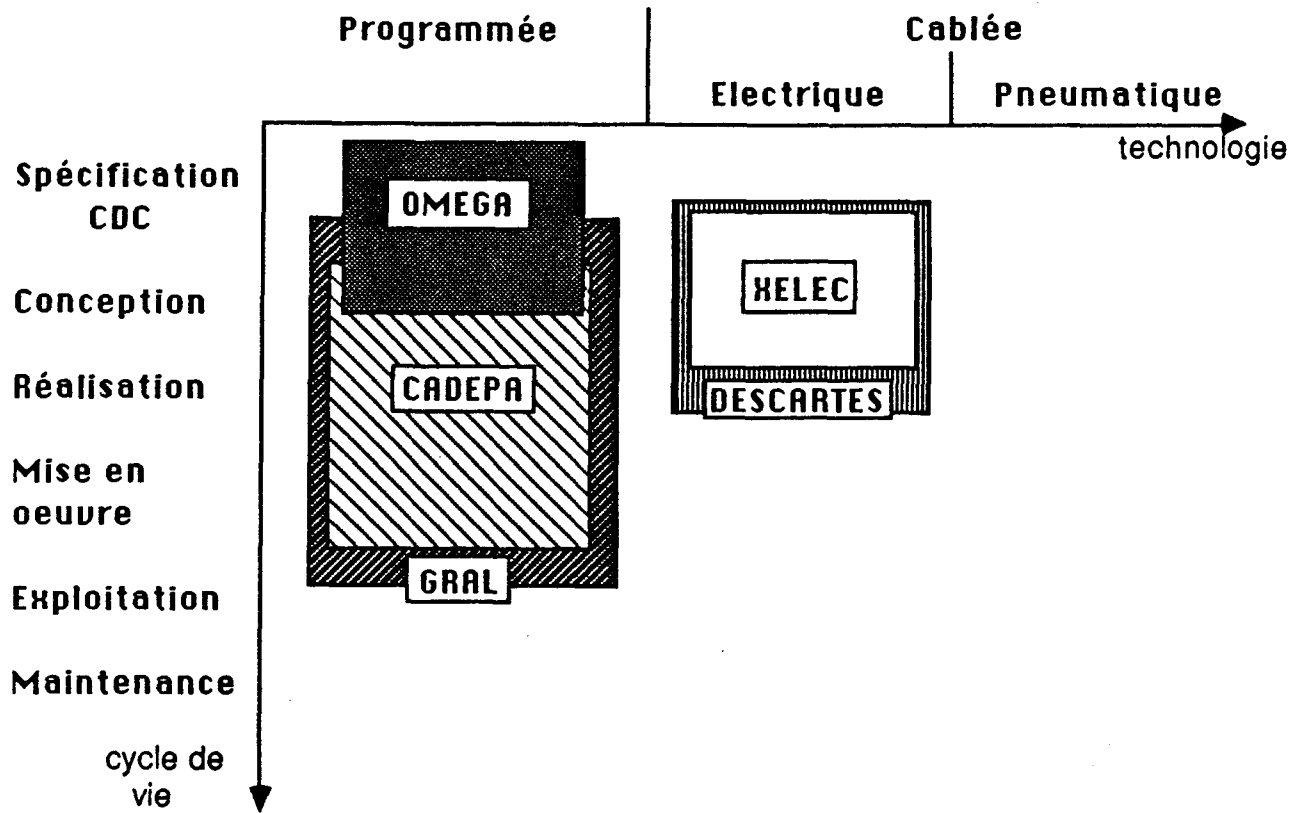 Programmée
Cablée
Electrique
Pneumatique
technologie
Spécification
CDC
OMEGA
XELEC
Conception
Réalisation
CADEPA
DESCARTES
Mise en
oeuvre
GRAL
Exploitation
Maintenance
cycle de
vie